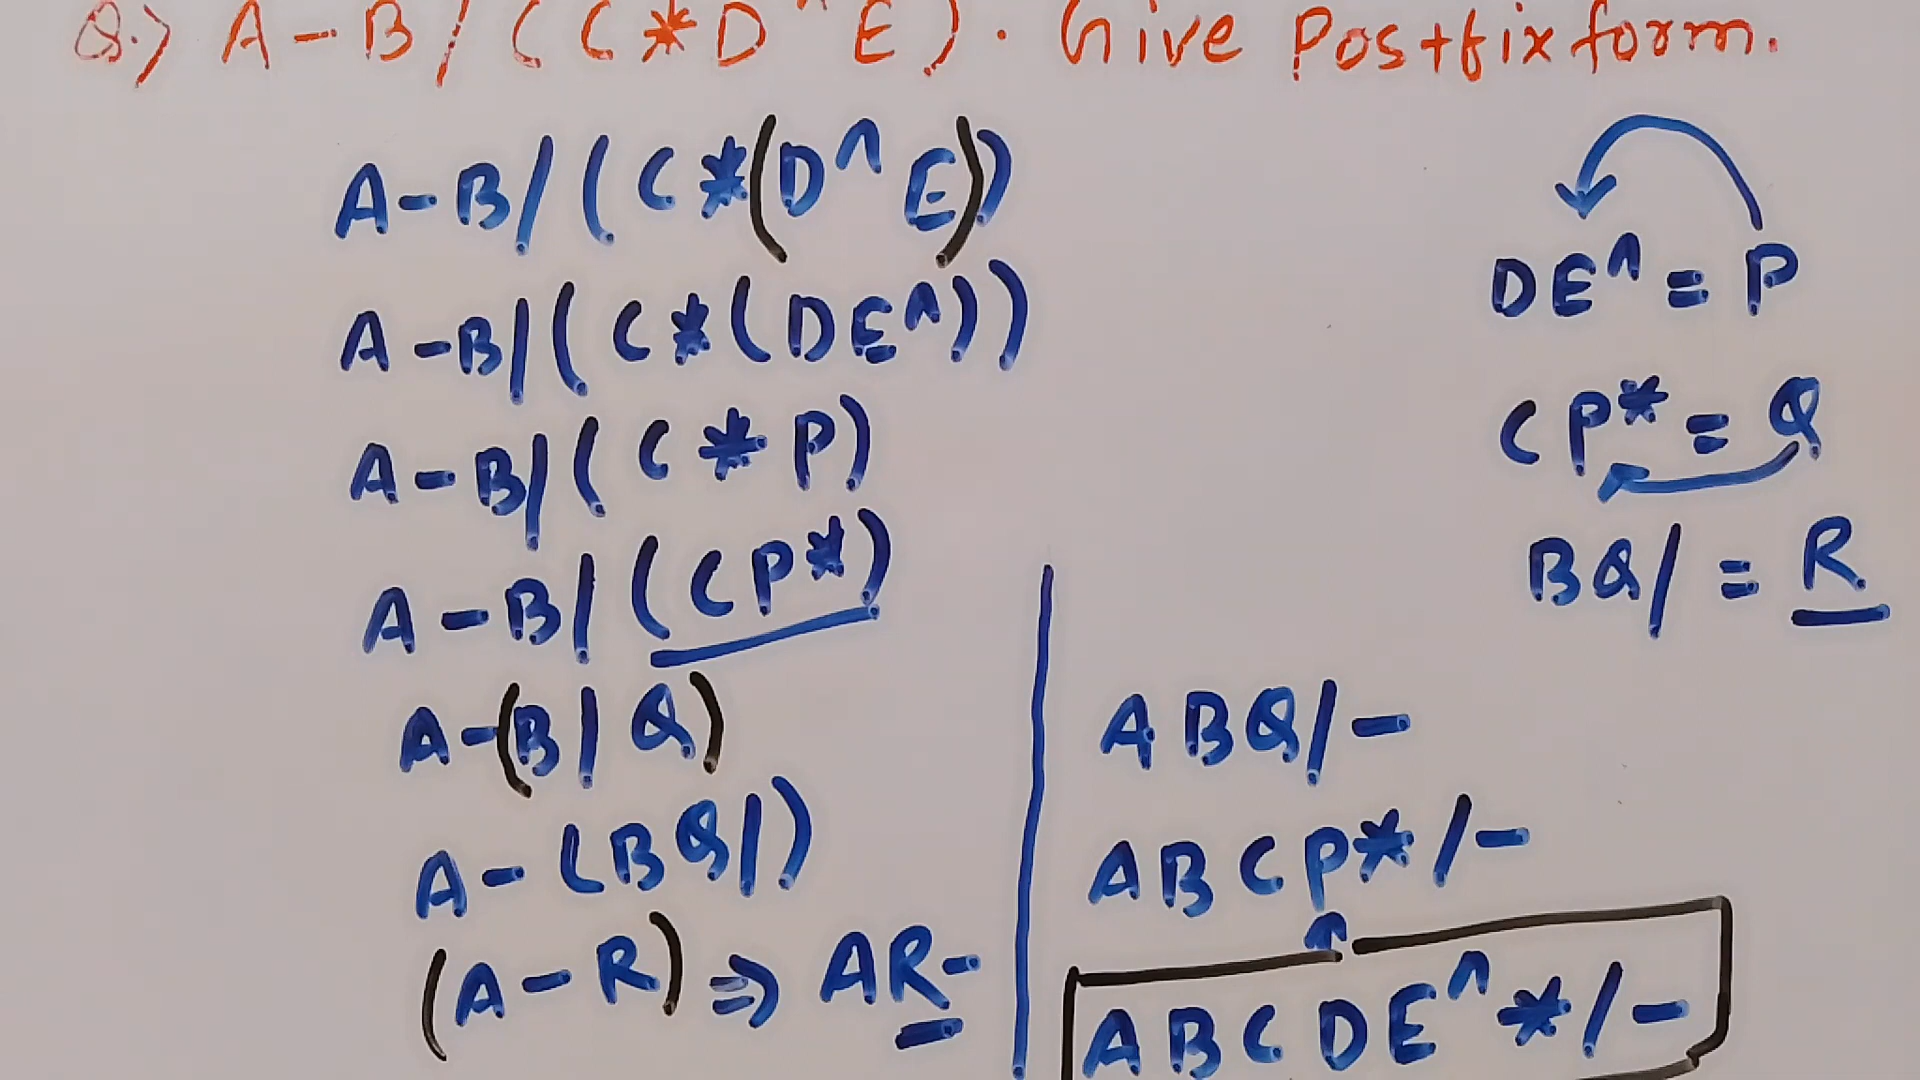 Q.> A-B/(C*D^E). Give Postfix form.
A-B/(C*(D^E))
A-B/(C*(DE^))
A-B/(C*P)
A-B/(CP*)
A-(B/Q)
A-(BQ/)
(A-R) => AR-
DE^ = P
CP* = Q
BQ/ = R
ABQ/-
ABCP*/-
ABCDE^*/-